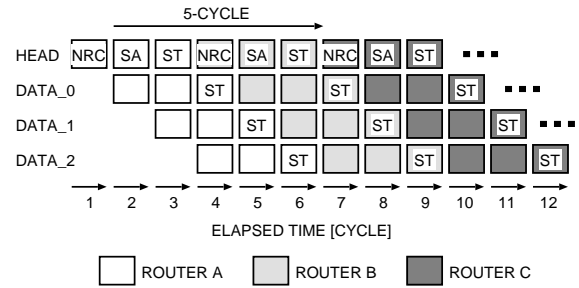 5-CYCLE
HEAD NRC SA ST NRC SA ST NRC SA ST
DATA_0 ST ST ST
DATA_1 ST ST ST
DATA_2 ST ST ST
1 2 3 4 5 6 7 8 9 10 11 12
ELAPSED TIME [CYCLE]
ROUTER A ROUTER B ROUTER C